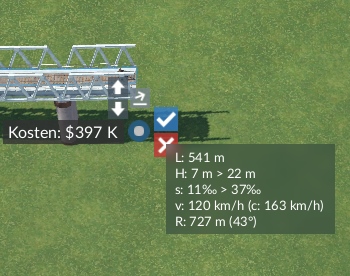 Kosten: $397 K
L: 541 m
H: 7 m > 22 m
s: 11‰ > 37‰
v: 120 km/h (c: 163 km/h)
R: 727 m (43°)